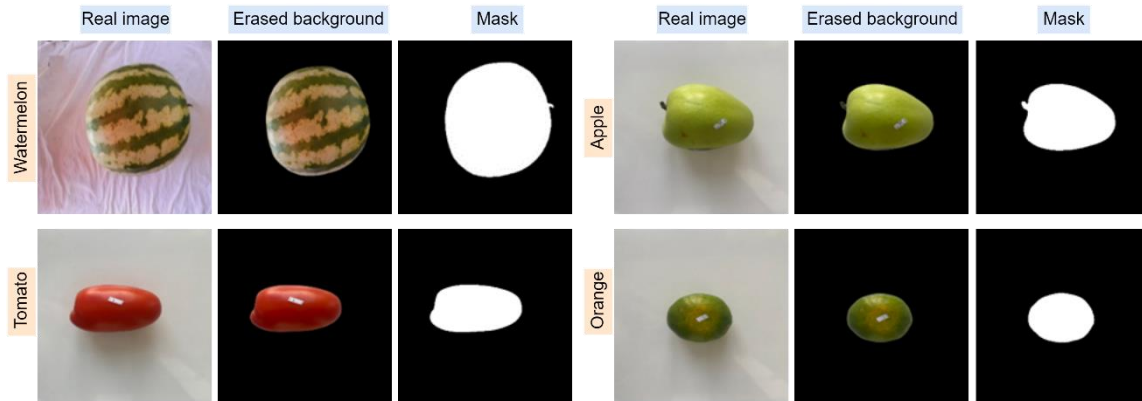 Real image Erased background Mask Real image Erased background Mask
Watermelon Apple
Tomato Orange